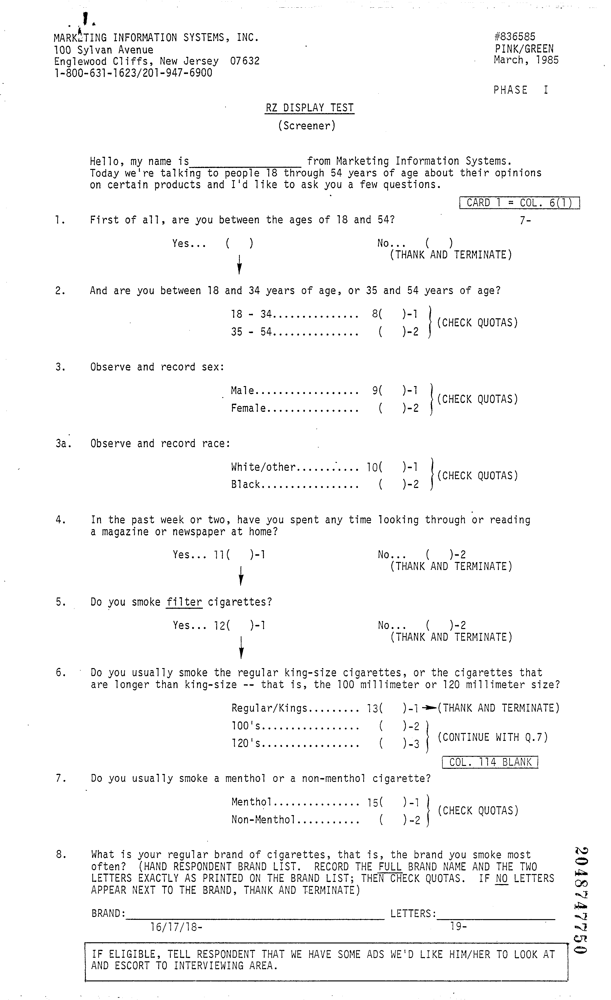 1.
MARKETING INFORMATION SYSTEMS, INC.
100 Sylvan Avenue
Englewood Cliffs, New Jersey 07632
1-800-631-1623/201-947-6900
#836585
PINK/GREEN
March, 1985
PHASE I
RZ DISPLAY TEST
(Screener)
Hello, my name is__________________ from Marketing Information Systems.
Today we're talking to people 18 through 54 years of age about their opinions
on certain products and I'd like to ask you a few questions.
CARD 1 = COL. 6(1)
1. First of all, are you between the ages of 18 and 54? 7-
Yes... ( ) No... ( )
(THANK AND TERMINATE)
2. And are you between 18 and 34 years of age, or 35 and 54 years of age?
18 - 34............... 8( )-1
(CHECK QUOTAS)
35 - 54............... ( )-2
3. Observe and record sex:
Male.................. 9( )-1
(CHECK QUOTAS)
Female................ ( )-2
3a. Observe and record race:
White/other........... 10( )-1
(CHECK QUOTAS)
Black................. ( )-2
4. In the past week or two, have you spent any time looking through or reading
a magazine or newspaper at home?
Yes... 11( )-1 No... ( )-2
(THANK AND TERMINATE)
5. Do you smoke filter cigarettes?
Yes... 12( )-1 No... ( )-2
(THANK AND TERMINATE)
6. Do you usually smoke the regular king-size cigarettes, or the cigarettes that
are longer than king-size -- that is, the 100 millimeter or 120 millimeter size?
Regular/Kings......... 13( )-1 → (THANK AND TERMINATE)
100's................. ( )-2
(CONTINUE WITH Q.7)
120's................. ( )-3
COL. 114 BLANK
7. Do you usually smoke a menthol or a non-menthol cigarette?
Menthol............... 15( )-1
(CHECK QUOTAS)
Non-Menthol........... ( )-2
8. What is your regular brand of cigarettes, that is, the brand you smoke most
often? (HAND RESPONDENT BRAND LIST. RECORD THE FULL BRAND NAME AND THE TWO
LETTERS EXACTLY AS PRINTED ON THE BRAND LIST; THEN CHECK QUOTAS. IF NO LETTERS
APPEAR NEXT TO THE BRAND, THANK AND TERMINATE)
BRAND:__________________ LETTERS:__________________
16/17/18- 19-
IF ELIGIBLE, TELL RESPONDENT THAT WE HAVE SOME ADS WE'D LIKE HIM/HER TO LOOK AT
AND ESCORT TO INTERVIEWING AREA.
2048747750